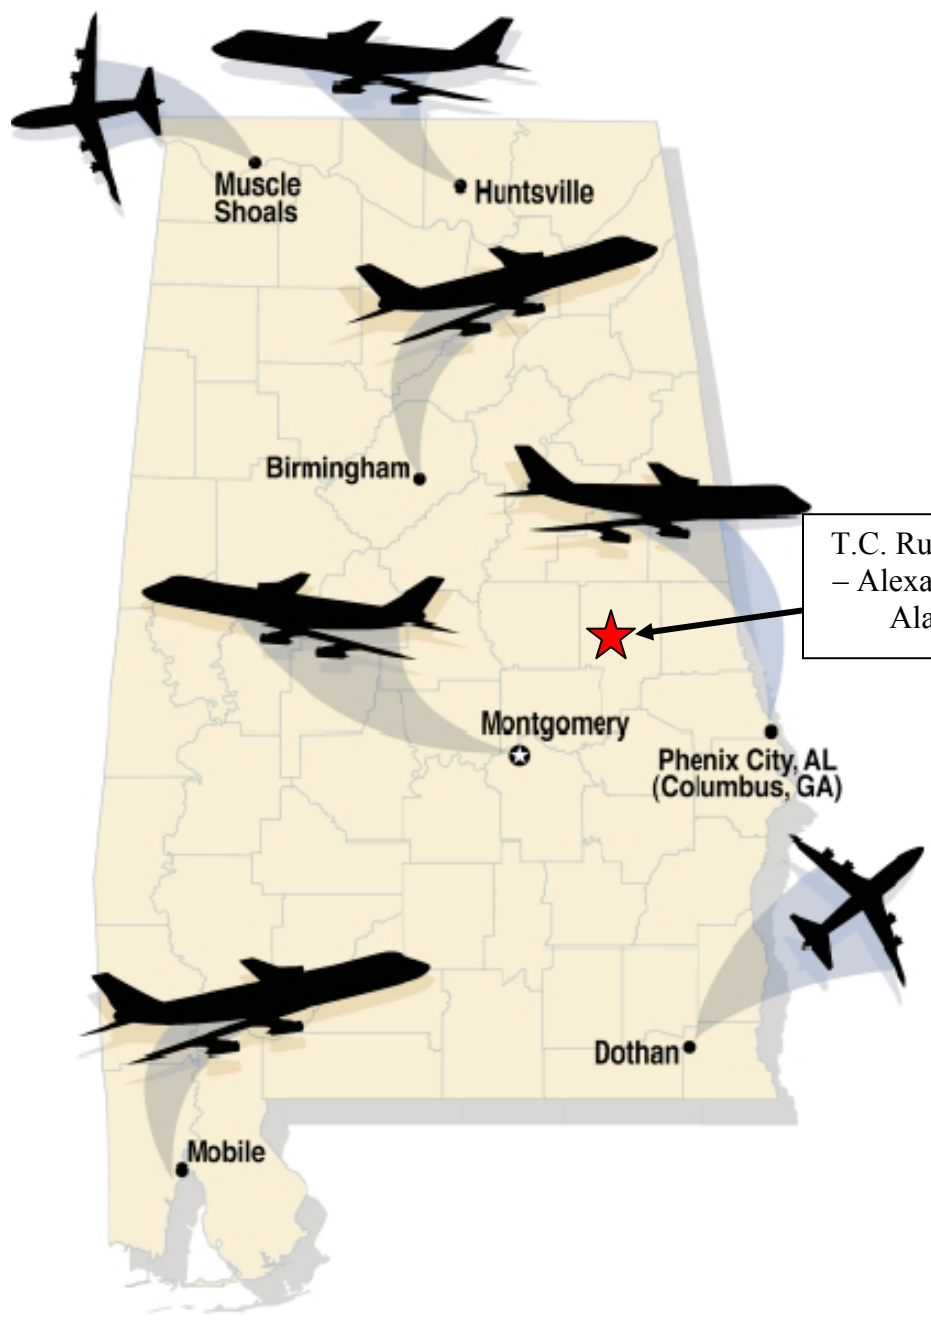 Muscle
Shoals
Huntsville
Birmingham
T.C. Ru
– Alexa
Ala
Montgomery
Phenix City, AL
(Columbus, GA)
Dothan
Mobile